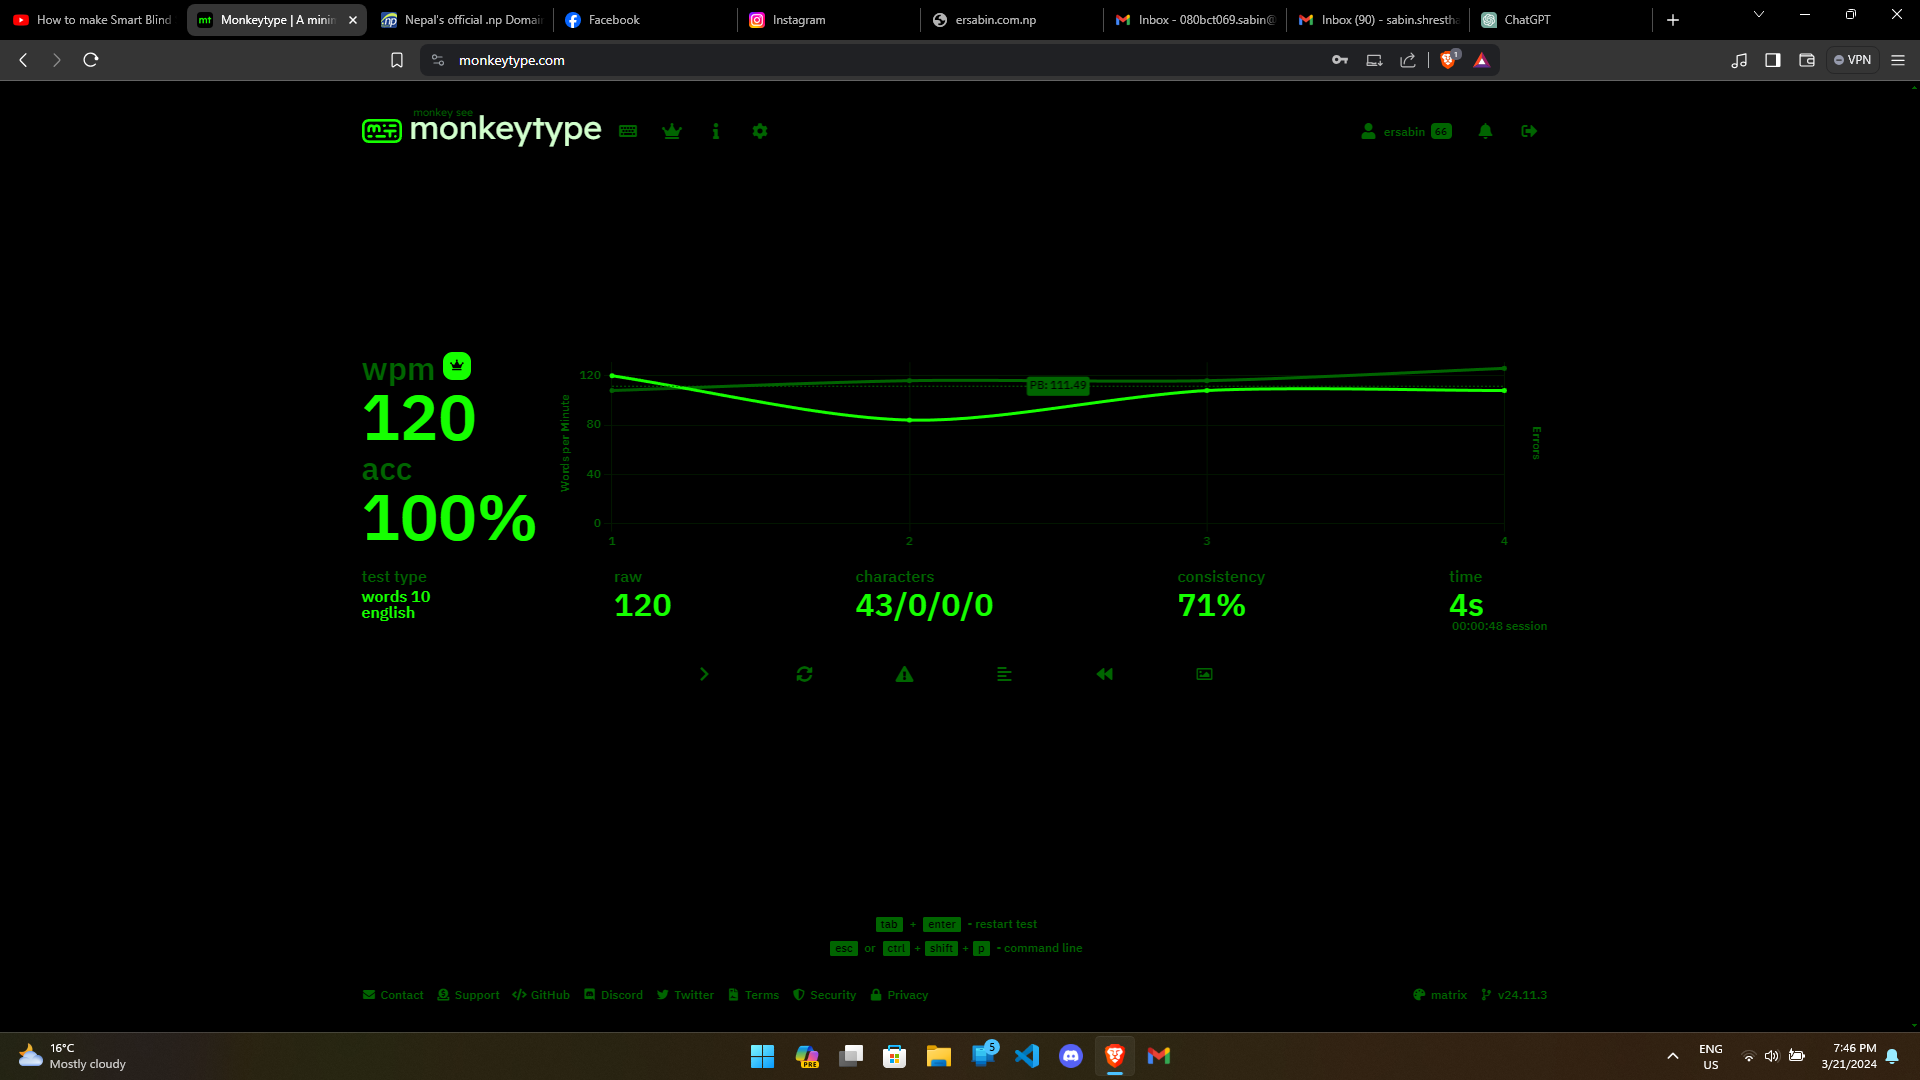 How to make Smart Blind
Monkeytype | A minin
Nepal's official .np Domain
Facebook
Instagram
ersabin.com.np
Inbox - 080bct069.sabin@
Inbox (90) - sabin.shrestha
ChatGPT
monkeytype.com
1
VPN
monkey see
monkeytype
ersabin 66
wpm
120
acc
100%
Words per Minute
120
80
40
0
PB: 111.49
Errors
1 2 3 4
test type
words 10
english
raw
120
characters
43/0/0/0
consistency
71%
time
4s
00:00:48 session
tab + enter - restart test
esc or ctrl + shift + p - command line
Contact Support GitHub Discord Twitter Terms Security Privacy
matrix v24.11.3
16°C
Mostly cloudy
PRE
5
ENG
US
7:46 PM
3/21/2024